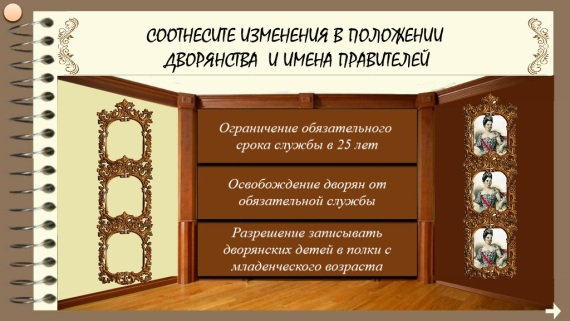 СООТНЕСИТЕ ИЗМЕНЕНИЯ В ПОЛОЖЕНИИ
ДВОРЯНСТВА И ИМЕНА ПРАВИТЕЛЕЙ
Ограничение обязательного
срока службы в 25 лет
Освобождение дворян от
обязательной службы
Разрешение записывать
дворянских детей в полки с
младенческого возраста